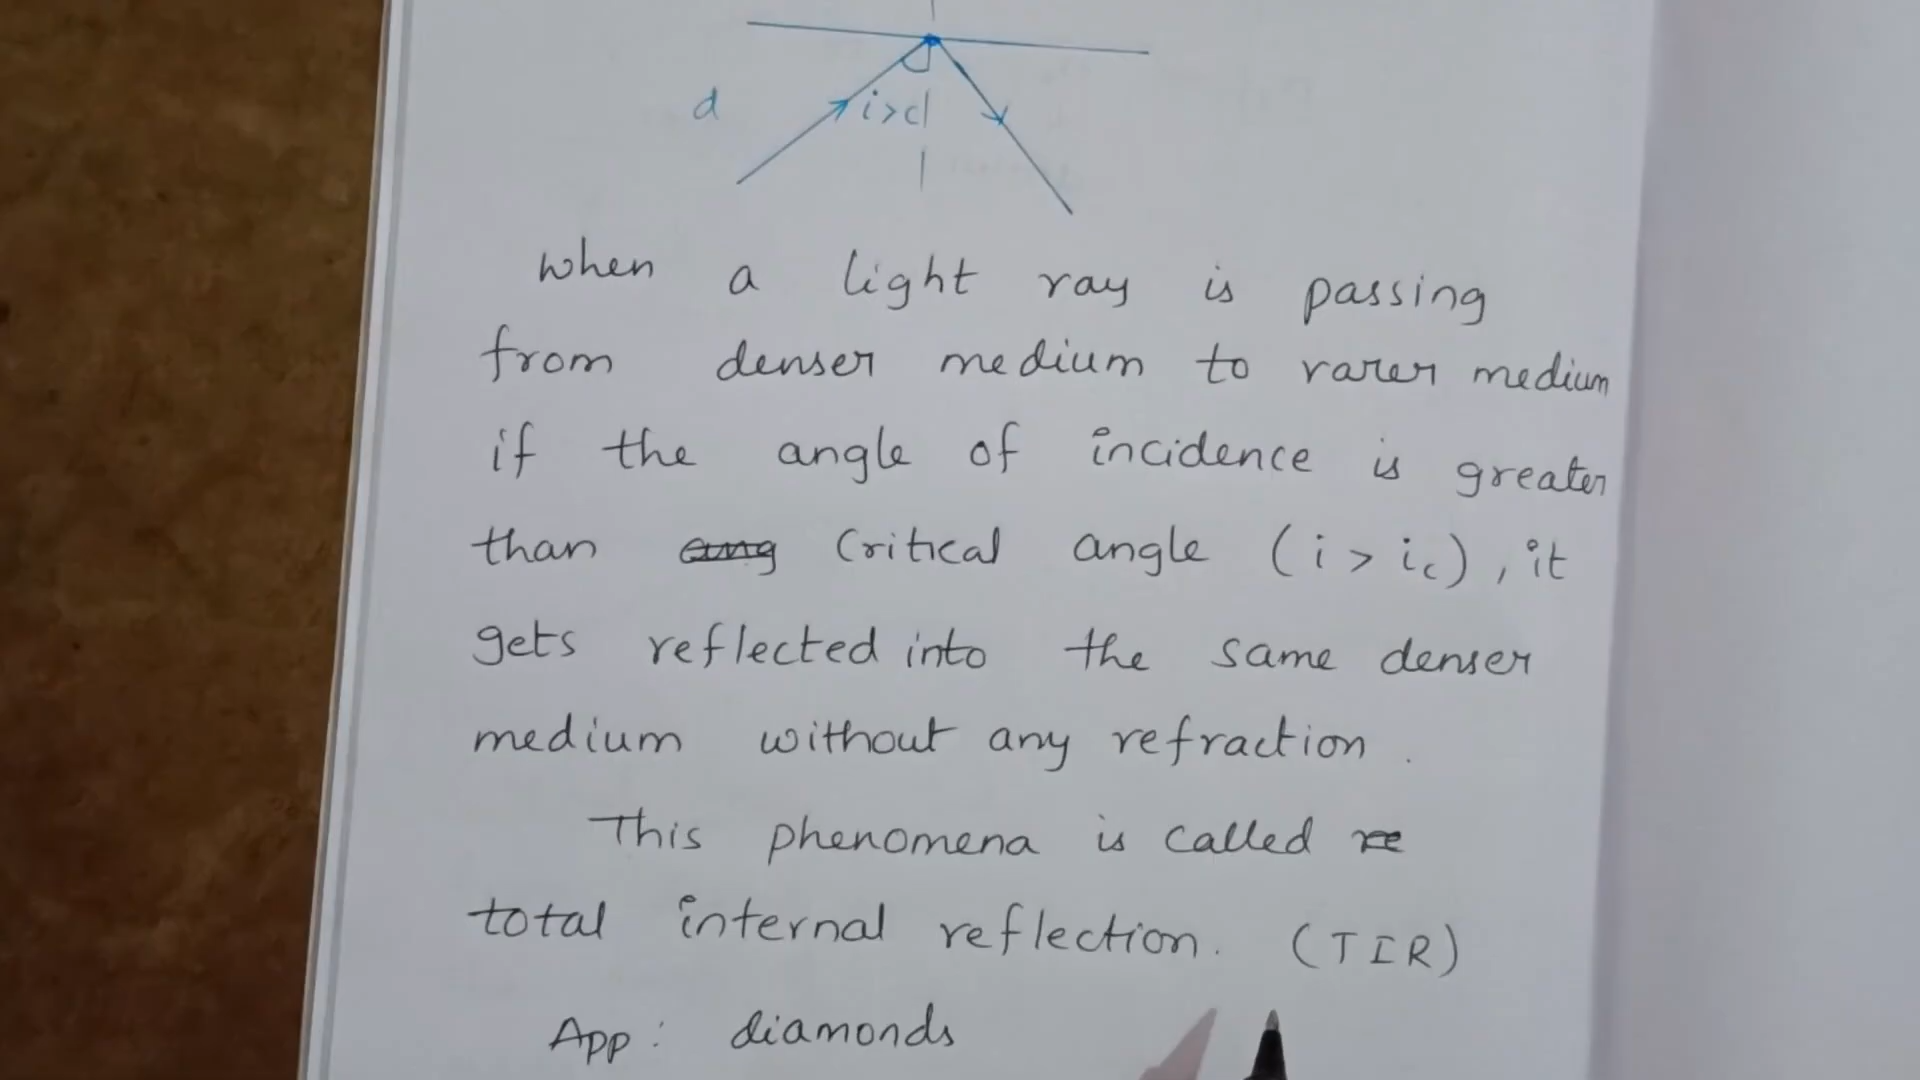 d
i>c
when a light ray is passing
from denser medium to rarer medium
if the angle of incidence is greater
than critical angle (i > ic), it
gets reflected into the same denser
medium without any refraction.
This phenomena is called re
total internal reflection. (TIR)
App: diamonds